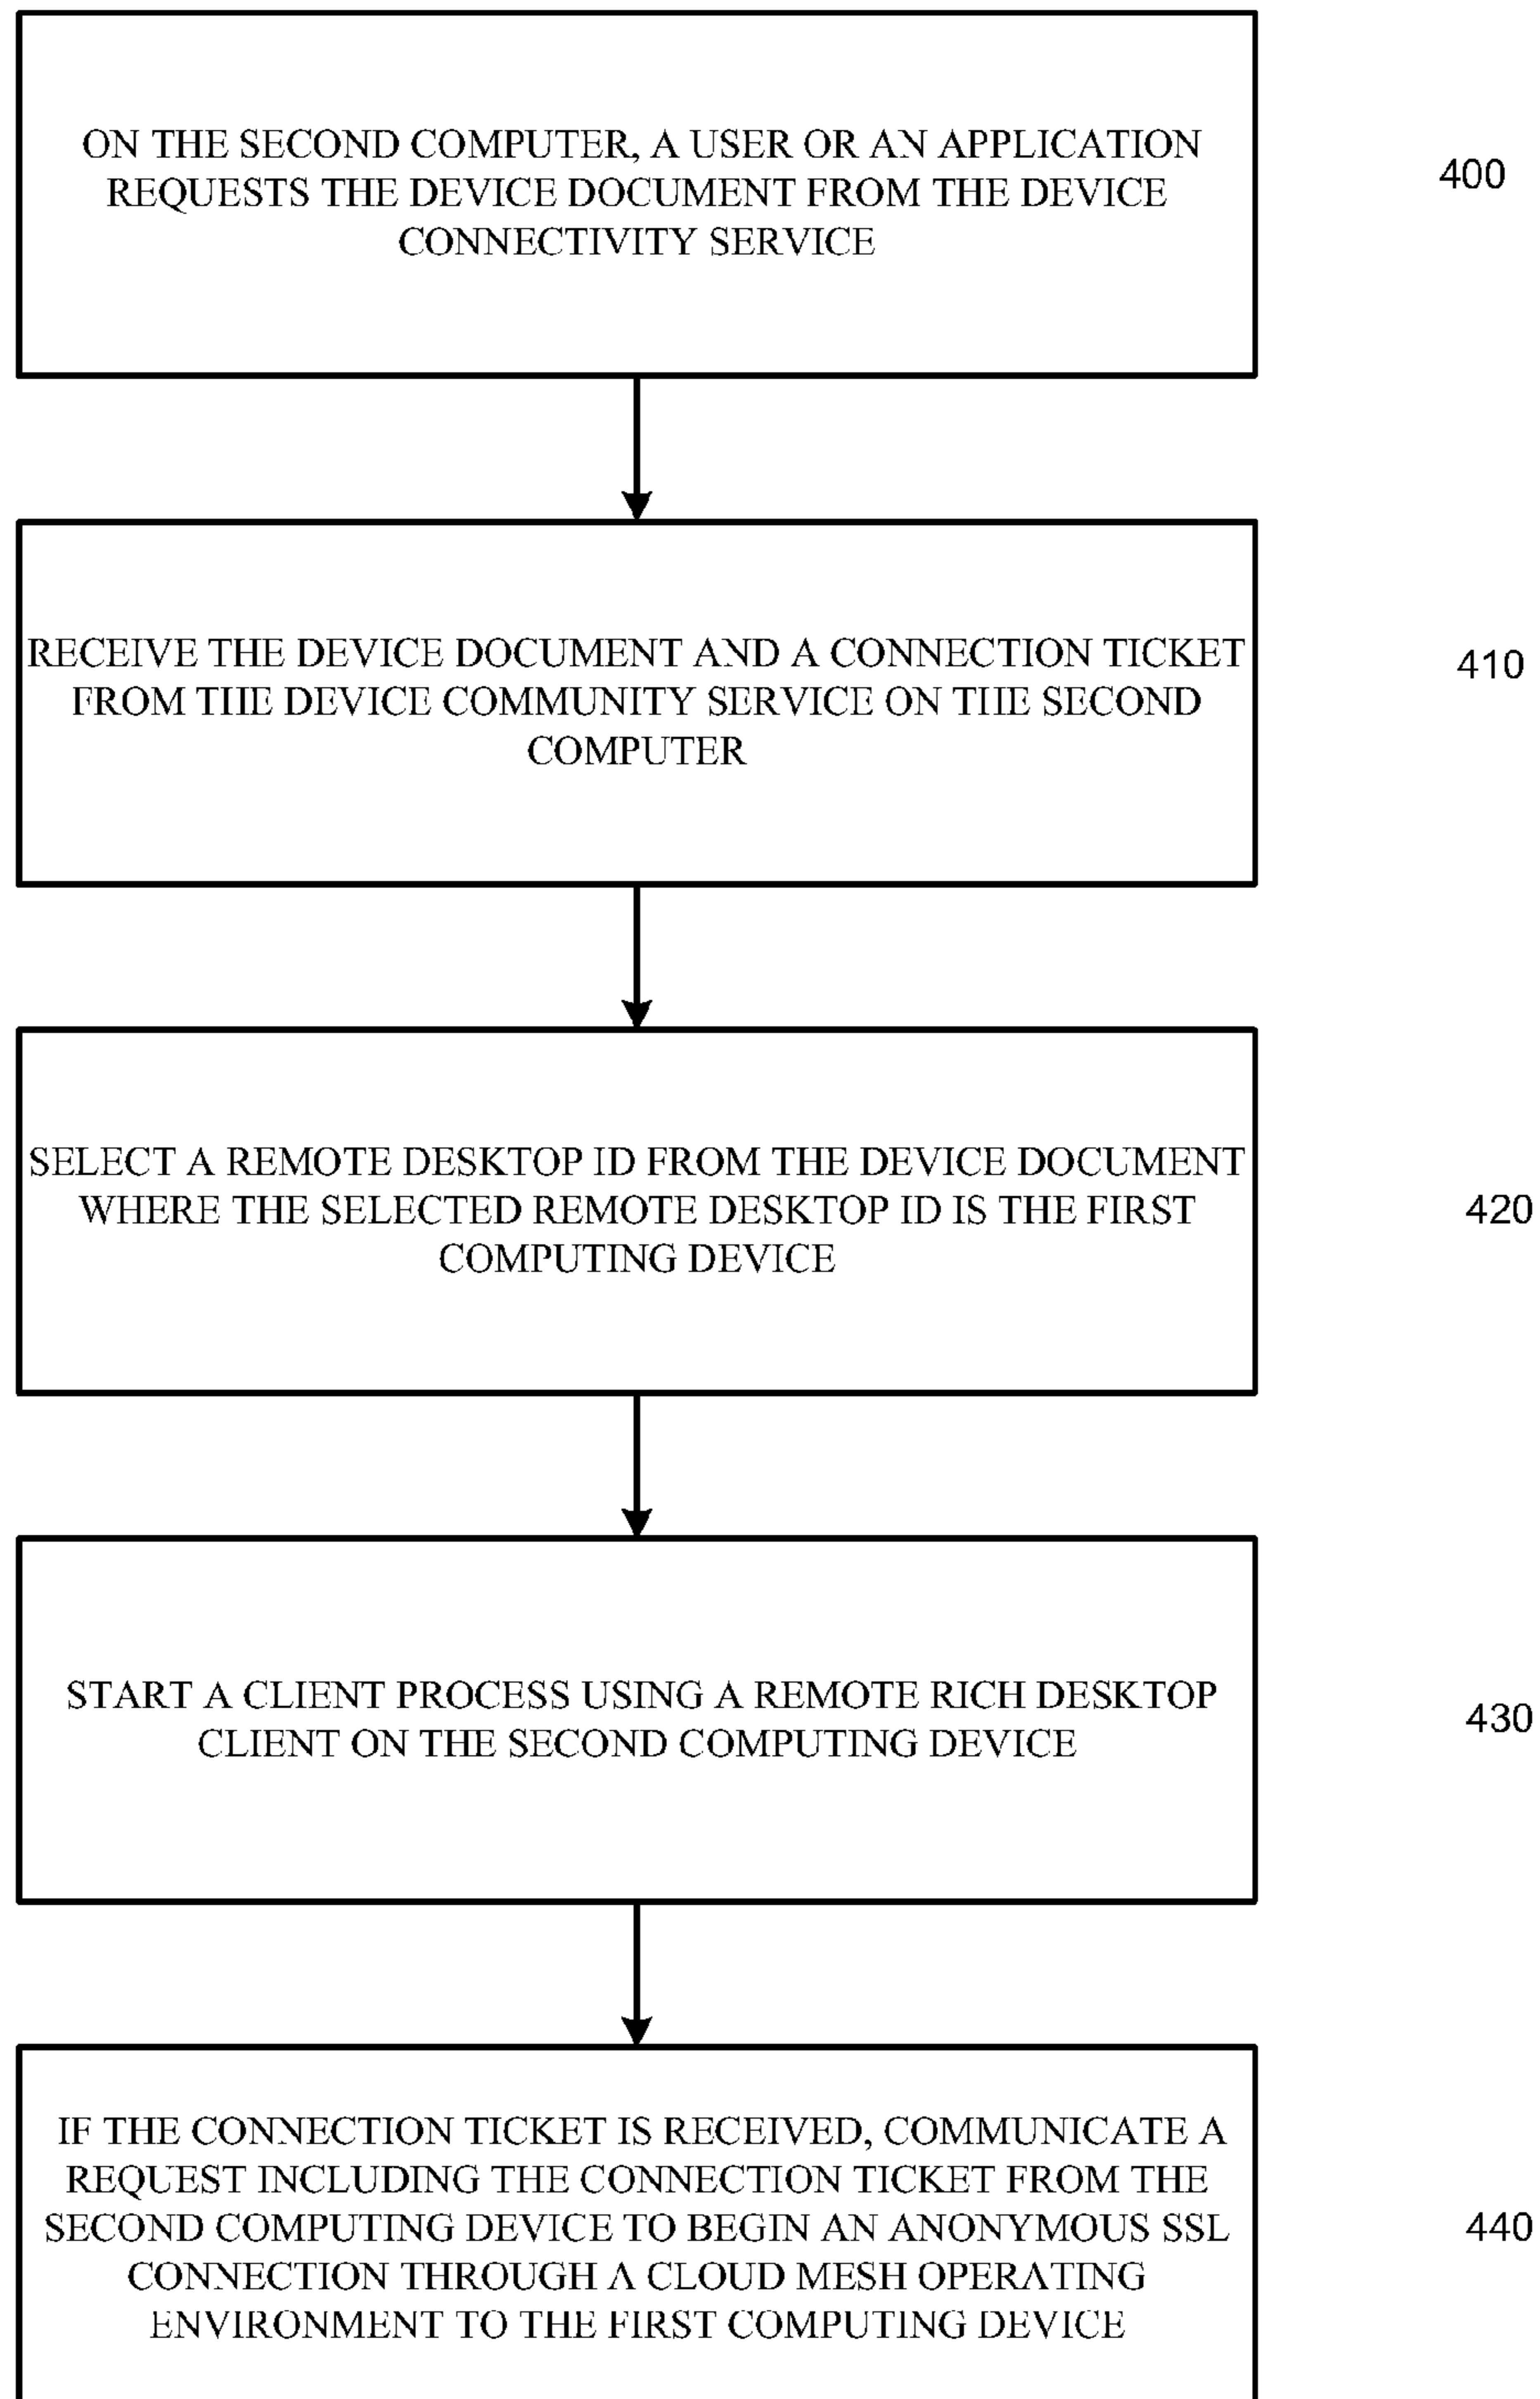 ON THE SECOND COMPUTER, A USER OR AN APPLICATION
REQUESTS THE DEVICE DOCUMENT FROM THE DEVICE
CONNECTIVITY SERVICE
400
RECEIVE THE DEVICE DOCUMENT AND A CONNECTION TICKET
FROM THE DEVICE COMMUNITY SERVICE ON THE SECOND
COMPUTER
410
SELECT A REMOTE DESKTOP ID FROM THE DEVICE DOCUMENT
WHERE THE SELECTED REMOTE DESKTOP ID IS THE FIRST
COMPUTING DEVICE
420
START A CLIENT PROCESS USING A REMOTE RICH DESKTOP
CLIENT ON THE SECOND COMPUTING DEVICE
430
IF THE CONNECTION TICKET IS RECEIVED, COMMUNICATE A
REQUEST INCLUDING THE CONNECTION TICKET FROM THE
SECOND COMPUTING DEVICE TO BEGIN AN ANONYMOUS SSL
CONNECTION THROUGH A CLOUD MESH OPERATING
ENVIRONMENT TO THE FIRST COMPUTING DEVICE
440